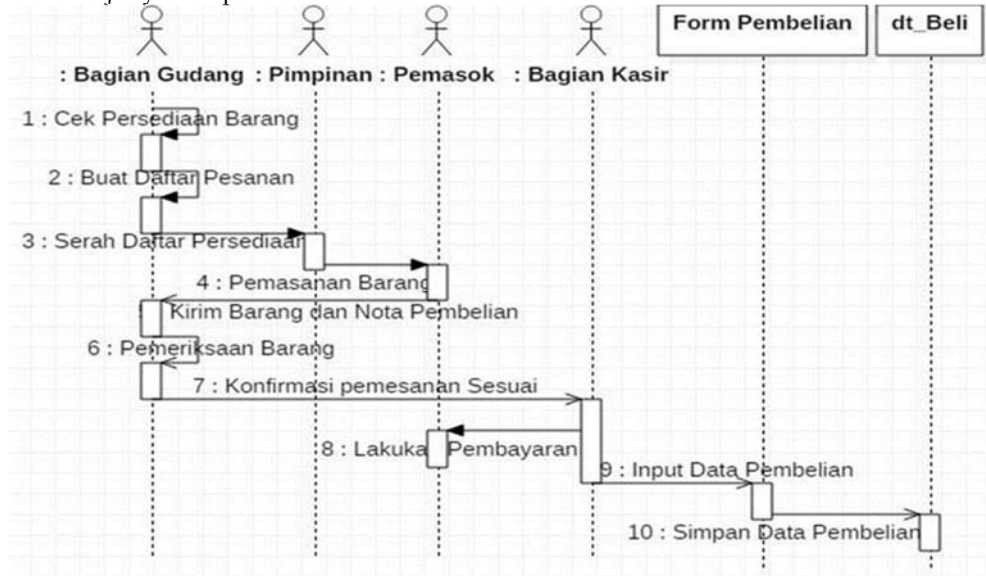 Form Pembelian dt_Beli
: Bagian Gudang : Pimpinan : Pemasok : Bagian Kasir
1 : Cek Persediaan Barang
2 : Buat Daftar Pesanan
3 : Serah Daftar Persediaan
4 : Pemasanan Barang
Kirim Barang dan Nota Pembelian
6 : Pemeriksaan Barang
7 : Konfirmasi pemesanan Sesuai
8 : Lakuka Pembayaran
9 : Input Data Pembelian
10 : Simpan Data Pembelian